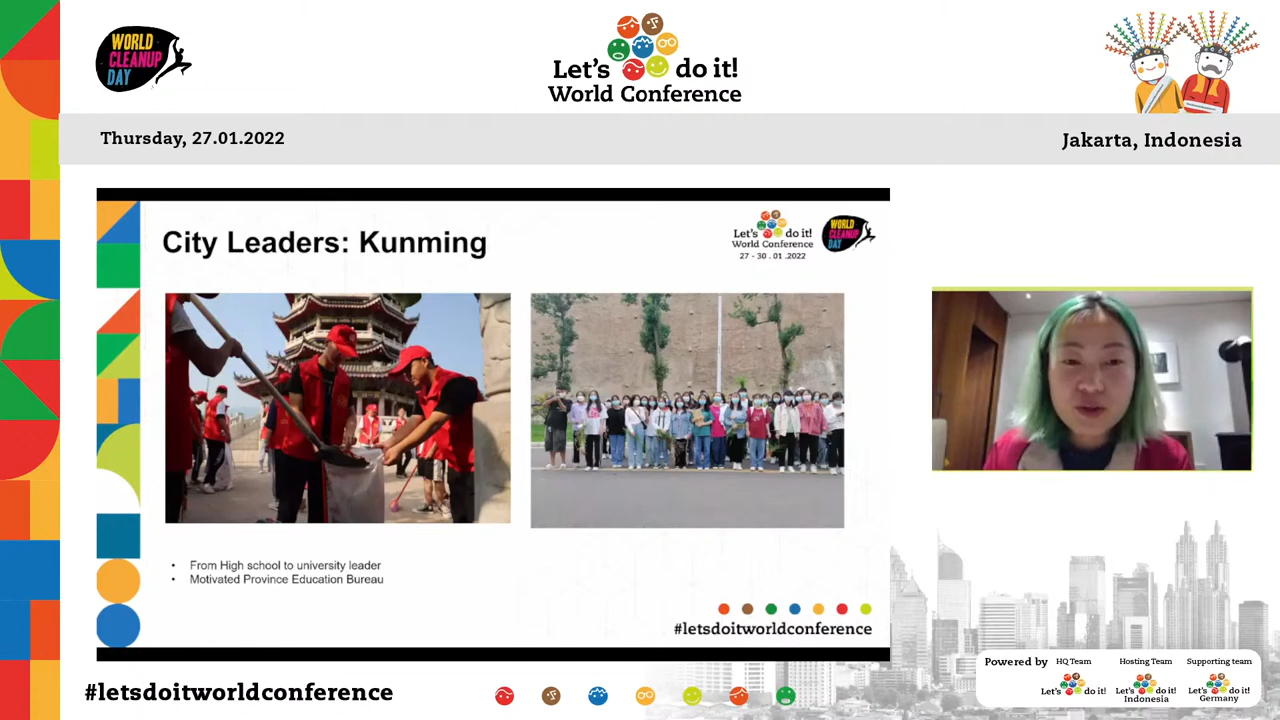 WORLD
CLEANUP
DAY
Let's do it!
World Conference
Thursday, 27.01.2022
Jakarta, Indonesia
City Leaders: Kunming
Let's do it!
World Conference
27 - 30 . 01 .2022
WORLD
CLEANUP
DAY
• From High school to university leader
• Motivated Province Education Bureau
#letsdoitworldconference
#letsdoitworldconference
Powered by
HQ Team
Hosting Team
Supporting team
Let's do it!
Let's do it!
Indonesia
Let's do it!
Germany